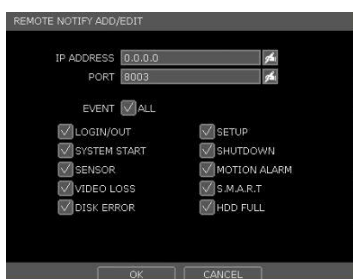 REMOTE NOTIFY ADD/EDIT
IP ADDRESS 0.0.0.0
PORT 8003
EVENT ALL
LOGIN/OUT SETUP
SYSTEM START SHUTDOWN
SENSOR MOTION ALARM
VIDEO LOSS S.M.A.R.T
DISK ERROR HDD FULL
OK CANCEL